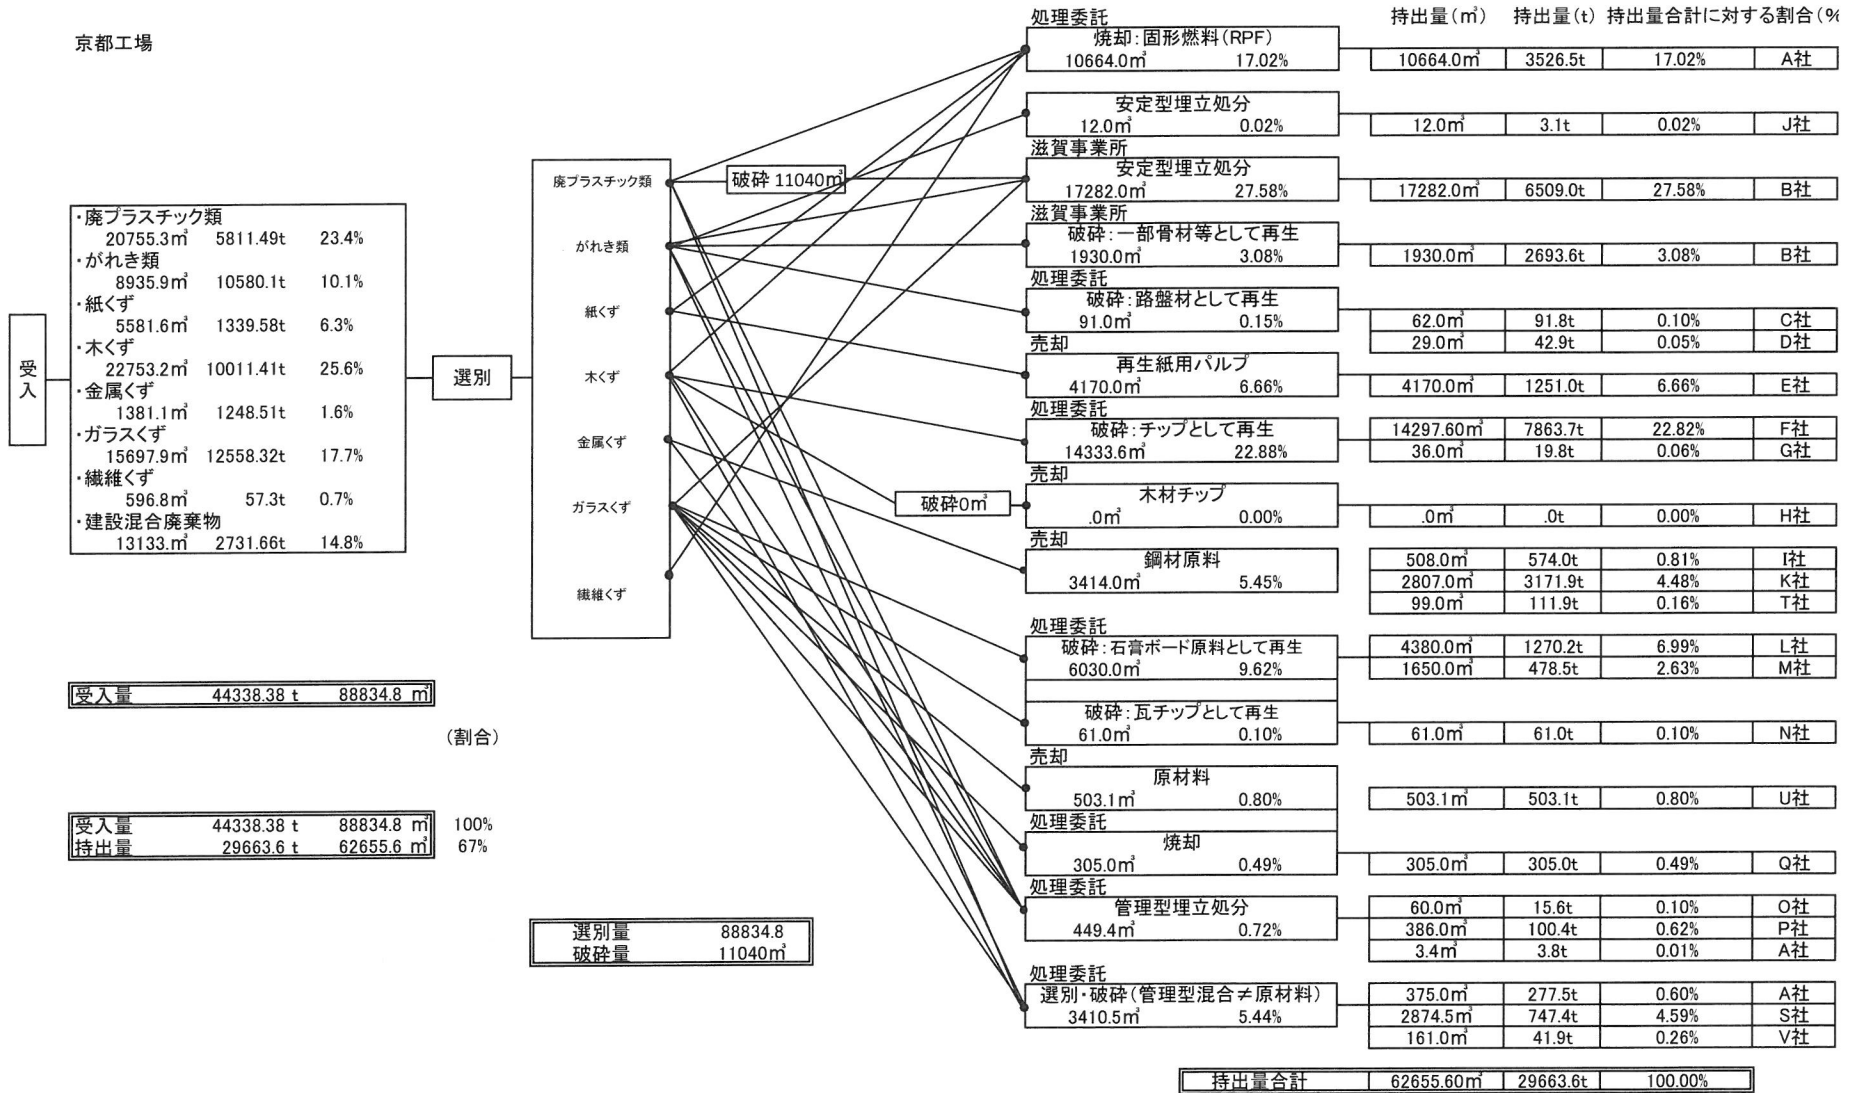 京都工場
受入
・廃プラスチック類
20755.3㎥ 5811.49t 23.4%
・がれき類
8935.9㎥ 10580.1t 10.1%
・紙くず
5581.6㎥ 1339.58t 6.3%
・木くず
22753.2㎥ 10011.41t 25.6%
・金属くず
1381.1㎥ 1248.51t 1.6%
・ガラスくず
15697.9㎥ 12558.32t 17.7%
・繊維くず
596.8㎥ 57.3t 0.7%
・建設混合廃棄物
13133.㎥ 2731.66t 14.8%
選別
受入量 44338.38 t 88834.8 ㎥
(割合)
受入量 44338.38 t 88834.8 ㎥ 100%
持出量 29663.6 t 62655.6 ㎥ 67%
廃プラスチック類
がれき類
紙くず
木くず
金属くず
ガラスくず
繊維くず
破砕 11040㎥
破砕0㎥
選別量 88834.8
破砕量 11040㎥
持出量(㎥) 持出量(t) 持出量合計に対する割合(%
処理委託
焼却:固形燃料(RPF)
10664.0㎥ 17.02%
10664.0㎥ 3526.5t 17.02% A社
安定型埋立処分
12.0㎥ 0.02%
12.0㎥ 3.1t 0.02% J社
滋賀事業所
安定型埋立処分
17282.0㎥ 27.58%
17282.0㎥ 6509.0t 27.58% B社
滋賀事業所
破砕:一部骨材等として再生
1930.0㎥ 3.08%
1930.0㎥ 2693.6t 3.08% B社
処理委託
破砕:路盤材として再生
91.0㎥ 0.15%
62.0㎥ 91.8t 0.10% C社
29.0㎥ 42.9t 0.05% D社
売却
再生紙用パルプ
4170.0㎥ 6.66%
4170.0㎥ 1251.0t 6.66% E社
処理委託
破砕:チップとして再生
14333.6㎥ 22.88%
14297.60㎥ 7863.7t 22.82% F社
36.0㎥ 19.8t 0.06% G社
売却
木材チップ
.0㎥ 0.00%
.0㎥ .0t 0.00% H社
売却
鋼材原料
3414.0㎥ 5.45%
508.0㎥ 574.0t 0.81% I社
2807.0㎥ 3171.9t 4.48% K社
99.0㎥ 111.9t 0.16% T社
処理委託
破砕:石膏ボード原料として再生
6030.0㎥ 9.62%
4380.0㎥ 1270.2t 6.99% L社
1650.0㎥ 478.5t 2.63% M社
破砕:瓦チップとして再生
61.0㎥ 0.10%
61.0㎥ 61.0t 0.10% N社
売却
原材料
503.1㎥ 0.80%
503.1㎥ 503.1t 0.80% U社
処理委託
焼却
305.0㎥ 0.49%
305.0㎥ 305.0t 0.49% Q社
処理委託
管理型埋立処分
449.4㎥ 0.72%
60.0㎥ 15.6t 0.10% O社
386.0㎥ 100.4t 0.62% P社
3.4㎥ 3.8t 0.01% A社
処理委託
選別・破砕(管理型混合≠原材料)
3410.5㎥ 5.44%
375.0㎥ 277.5t 0.60% A社
2874.5㎥ 747.4t 4.59% S社
161.0㎥ 41.9t 0.26% V社
持出量合計 62655.60㎥ 29663.6t 100.00%